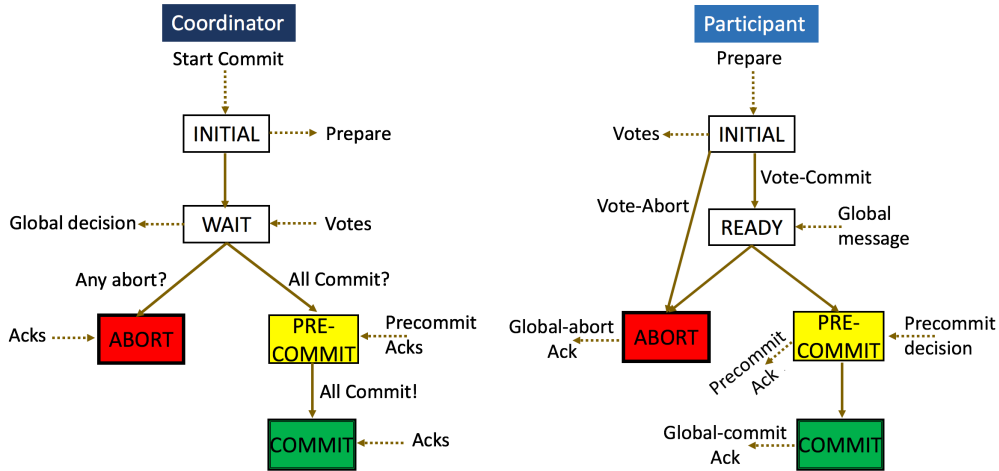 Coordinator
Start Commit
INITIAL
Prepare
Global decision
WAIT
Votes
Any abort?
All Commit?
Acks
ABORT
PRE-
COMMIT
Precommit
Acks
All Commit!
COMMIT
Acks
Participant
Prepare
Votes
INITIAL
Vote-Commit
Vote-Abort
READY
Global
message
Global-abort
Ack
ABORT
PRE-
COMMIT
Precommit
decision
Precommit
Ack
Global-commit
Ack
COMMIT